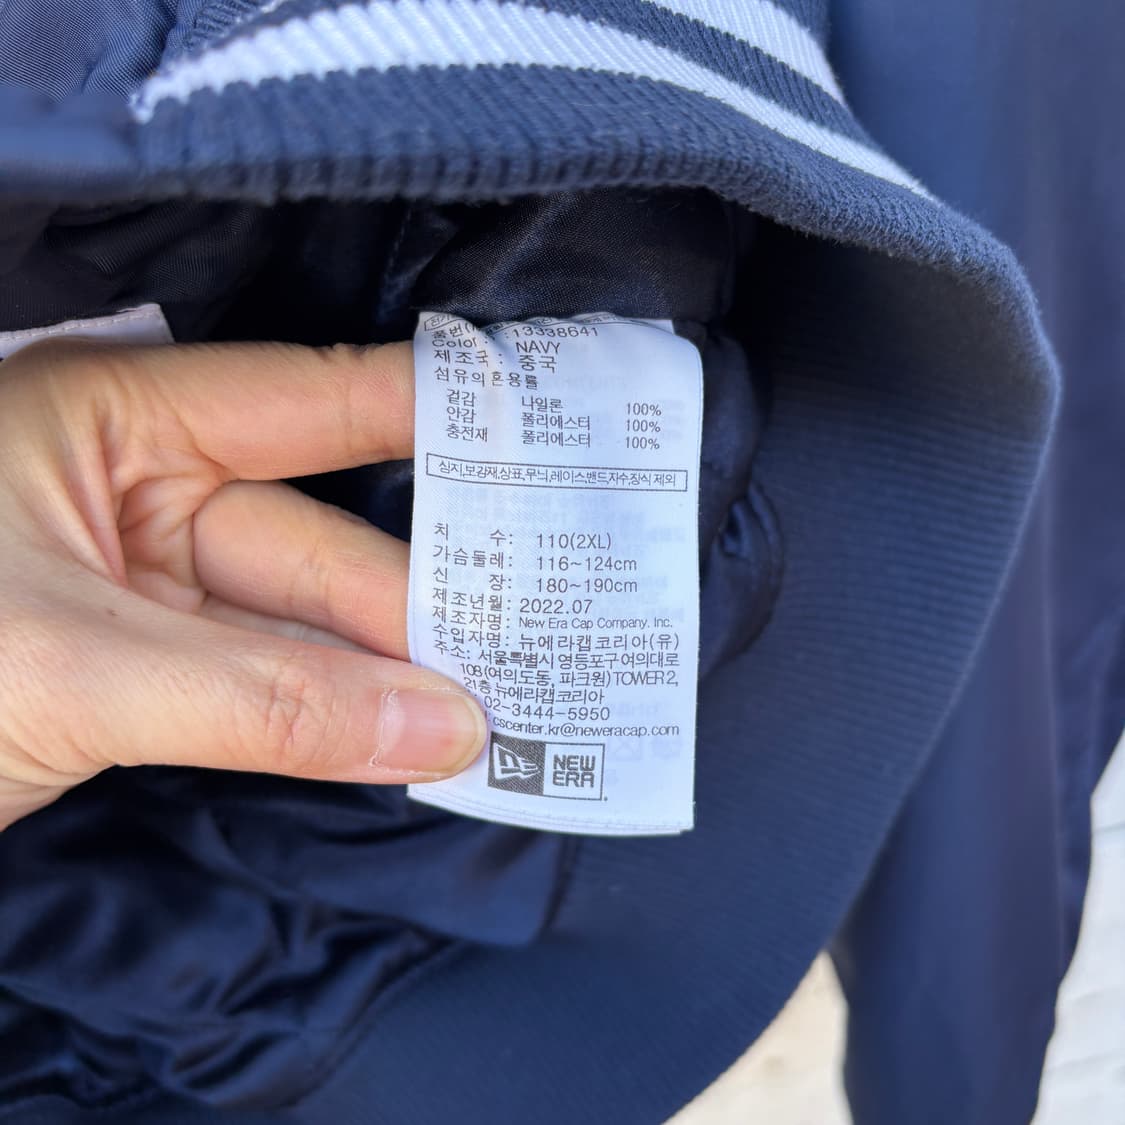 품번 :13338641
Color : NAVY
제조국 : 중국
섬유의 혼용률
겉감 나일론 100%
안감 폴리에스터 100%
충전재 폴리에스터 100%
심지,보강재,상표,무늬,레이스,밴드,자수,장식 제외
치 수: 110(2XL)
가슴둘레: 116~124cm
신 장: 180~190cm
제조년월: 2022.07
제조자명: New Era Cap Company. Inc.
수입자명: 뉴에라캡코리아(유)
주소: 서울특별시 영등포구 여의대로
108(여의도동, 파크원) TOWER 2,
21층 뉴에라캡코리아
02-3444-5950
cscenter.kr@neweracap.com
NEW
ERA